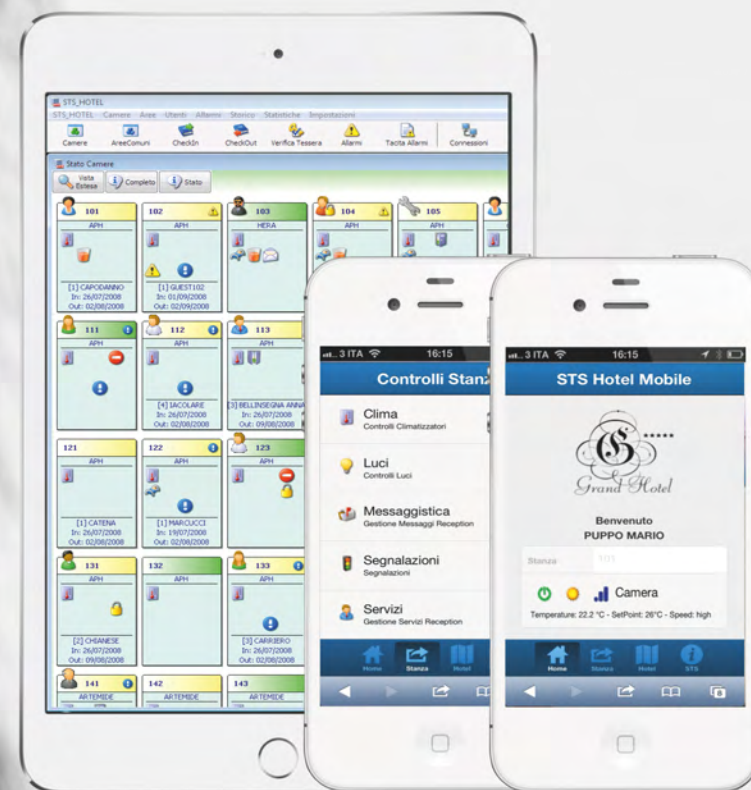 STS_HOTEL
STS_HOTEL Camere Aree Utenti Allarmi Storico Statistiche Impostazioni
Camere AreeComuni CheckIn CheckOut Verifica Tessera Allarmi Tacita Allarmi Connessioni
Stato Camere
Vista Estesa Completo Stato
101 102 103 104 105
APH APH HERA APH APH
[1] CAPODANNO [1] GUEST102
In: 26/07/2008 In: 01/09/2008
Out: 02/08/2008 Out: 02/09/2008
111 112 113
APH APH APH
[4] IACOLARE [3] BELLINSEGNA ANNA
In: 26/07/2008 In: 26/07/2008
Out: 02/08/2008 Out: 09/08/2008
121 122 123
APH APH APH
[1] CATENA [1] MARCUCCI
In: 26/07/2008 In: 19/07/2008
Out: 02/08/2008 Out: 02/08/2008
131 132 133
APH APH APH
[2] CHIANESE [3] CARRIERO
In: 26/07/2008 In: 26/07/2008
Out: 09/08/2008 Out: 02/08/2008
141 142 143
ARTEMIDE ARTEMIDE ARTEMIDE
3 ITA 16:15
Controlli Stanz
Clima
Controlli Climatizzatori
Luci
Controlli Luci
Messaggistica
Gestione Messaggi Reception
Segnalazioni
Segnalazioni
Servizi
Gestione Servizi Reception
Home Stanza Hotel
3 ITA 16:15
STS Hotel Mobile
GS
Grand Hotel
Benvenuto
PUPPO MARIO
Stanza 101
Camera
Temperature: 22.2 °C - SetPoint: 26°C - Speed: high
Home Stanza Hotel STS